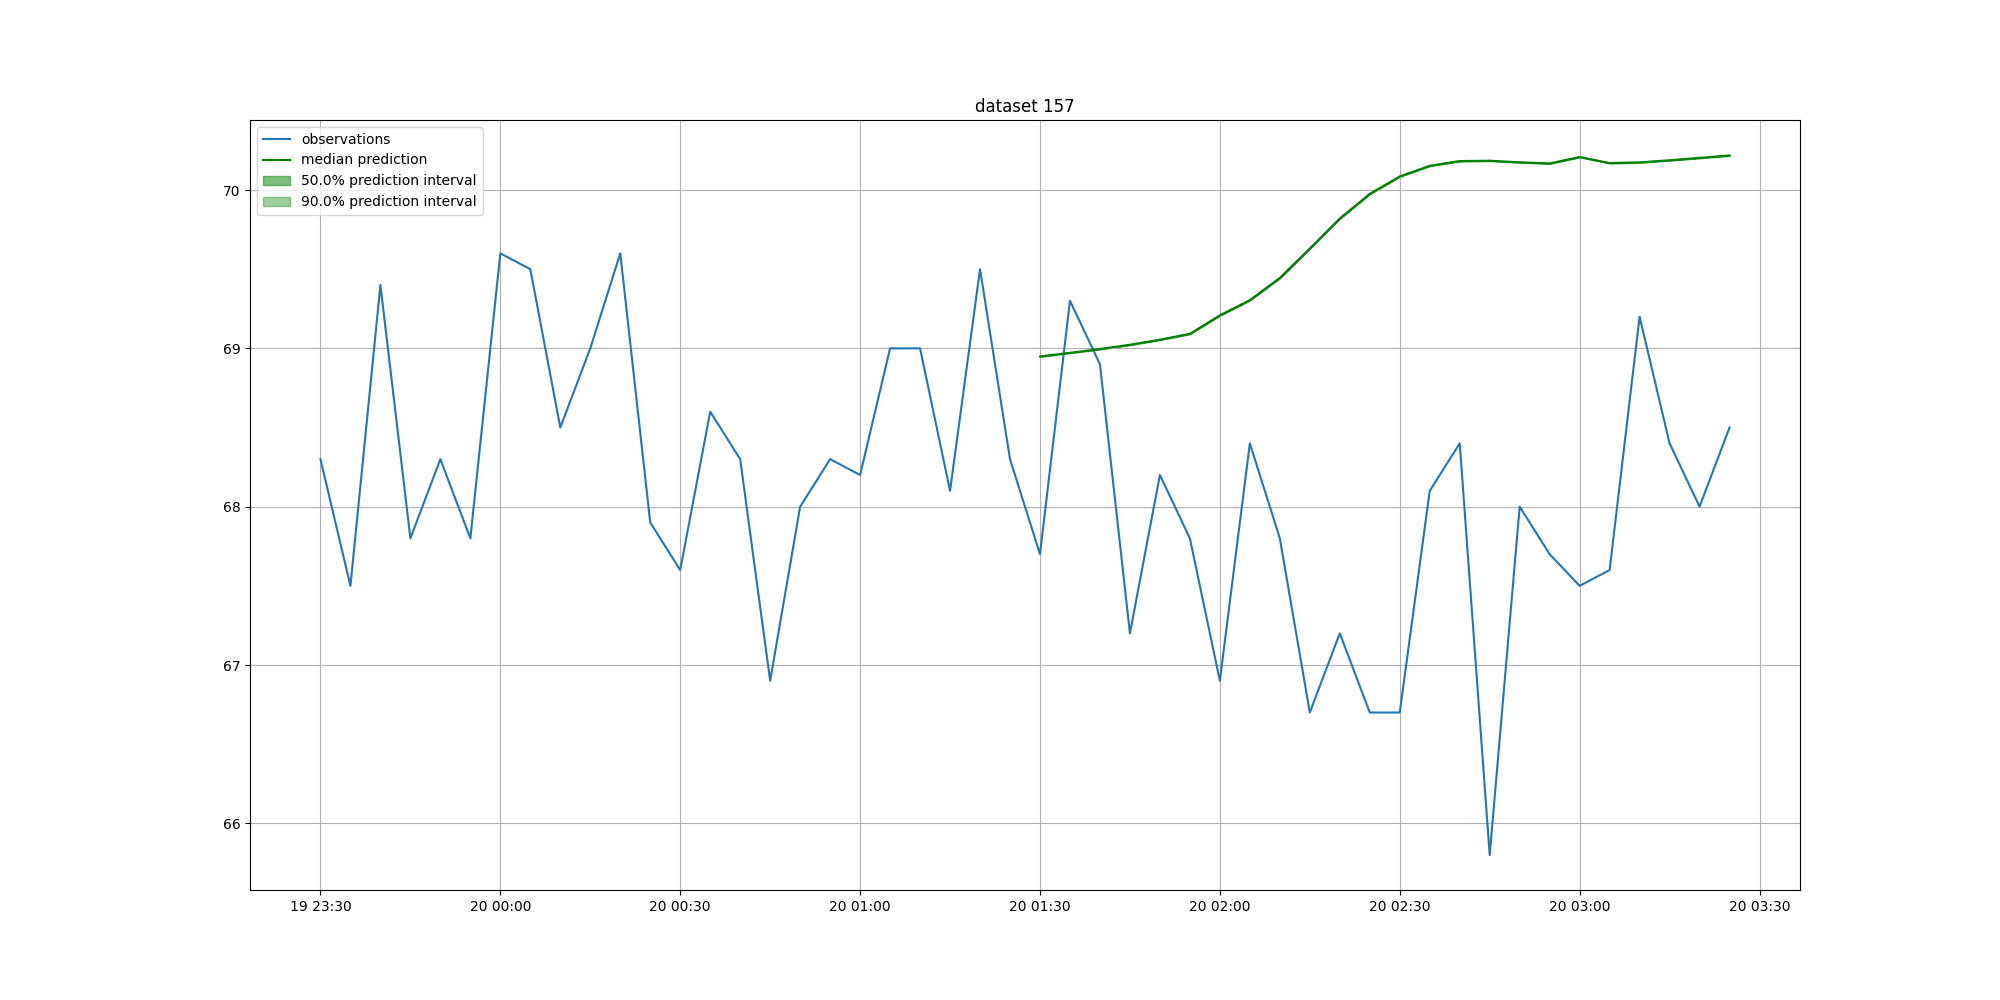 dataset 157
observations
median prediction
50.0% prediction interval
90.0% prediction interval
70
69
68
67
66
19 23:30
20 00:00
20 00:30
20 01:00
20 01:30
20 02:00
20 02:30
20 03:00
20 03:30